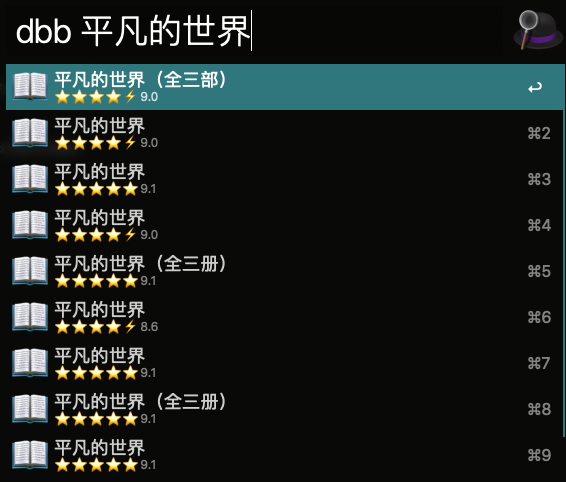 dbb 平凡的世界
平凡的世界（全三部）
⭐⭐⭐⭐⚡9.0
↩
平凡的世界
⭐⭐⭐⭐⚡9.0
⌘2
平凡的世界
⭐⭐⭐⭐⭐9.1
⌘3
平凡的世界
⭐⭐⭐⭐⚡9.0
⌘4
平凡的世界（全三册）
⭐⭐⭐⭐⭐9.1
⌘5
平凡的世界
⭐⭐⭐⭐⚡8.6
⌘6
平凡的世界
⭐⭐⭐⭐⭐9.1
⌘7
平凡的世界（全三册）
⭐⭐⭐⭐⭐9.1
⌘8
平凡的世界
⭐⭐⭐⭐⭐9.1
⌘9